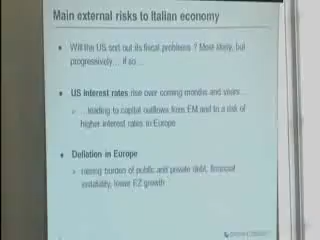 Main external risks to Italian economy
Will the US sort out its fiscal problems ? Most likely, but
progressively… if so…
US interest rates rise over coming months and years…
…leading to capital outflows from EM and to a risk of
higher interest rates in Europe
Deflation in Europe
raising burden of public and private debt, financial
instability, lower EZ growth